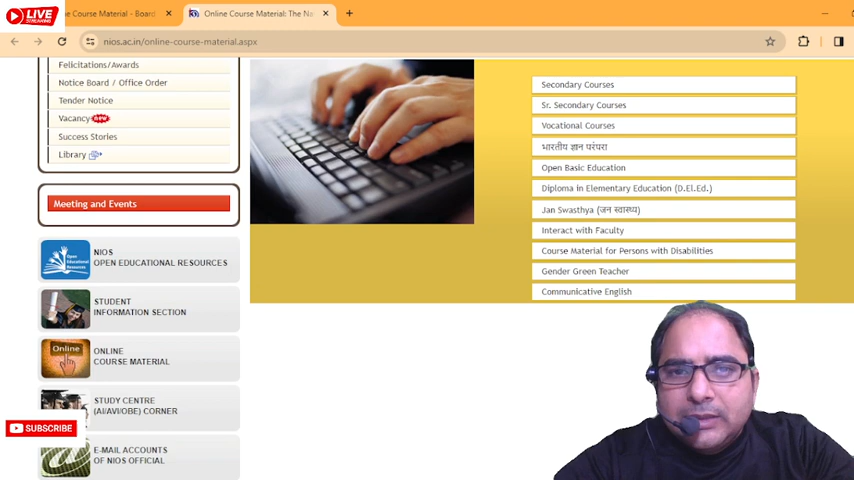 LIVE
STREAMING
Course Material - Board
Online Course Material: The Na
nios.ac.in/online-course-material.aspx
Felicitations/Awards
Notice Board / Office Order
Tender Notice
Vacancy new
Success Stories
Library
Meeting and Events
Open Educational Resources
NIOS
OPEN EDUCATIONAL RESOURCES
STUDENT
INFORMATION SECTION
Online
ONLINE
COURSE MATERIAL
STUDY CENTRE
(AI/AVI/OBE) CORNER
SUBSCRIBE
E-MAIL ACCOUNTS
OF NIOS OFFICIAL
Secondary Courses
Sr. Secondary Courses
Vocational Courses
भारतीय ज्ञान परंपरा
Open Basic Education
Diploma in Elementary Education (D.El.Ed.)
Jan Swasthya (जन स्वास्थ्य)
Interact with Faculty
Course Material for Persons with Disabilities
Gender Green Teacher
Communicative English